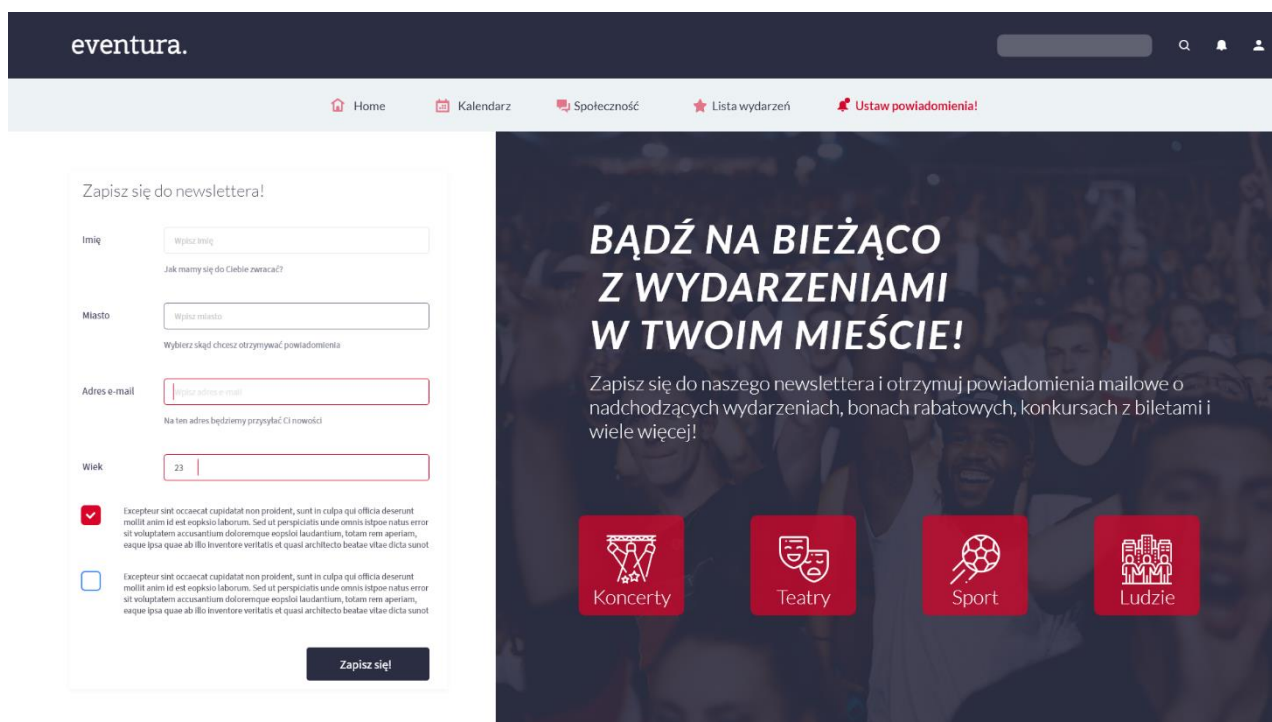 eventura.
Home
Kalendarz
Społeczność
Lista wydarzeń
Ustaw powiadomienia!
Zapisz się do newslettera!
Imię
Wpisz imię
Jak mamy się do Ciebie zwracać?
Miasto
Wpisz miasto
Wybierz skąd chcesz otrzymywać powiadomienia
Adres e-mail
Wpisz adres e-mail
Na ten adres będziemy przysyłać Ci nowości
Wiek
23
Excepteur sint occaecat cupidatat non proident, sunt in culpa qui officia deserunt
mollit anim id est eopksio laborum. Sed ut perspiciatis unde omnis istpoe natus error
sit voluptatem accusantium doloremque eopsloi laudantium, totam rem aperiam,
eaque ipsa quae ab illo inventore veritatis et quasi architecto beatae vitae dicta sunot
Excepteur sint occaecat cupidatat non proident, sunt in culpa qui officia deserunt
mollit anim id est eopksio laborum. Sed ut perspiciatis unde omnis istpoe natus error
sit voluptatem accusantium doloremque eopsloi laudantium, totam rem aperiam,
eaque ipsa quae ab illo inventore veritatis et quasi architecto beatae vitae dicta sunot
Zapisz się!
BĄDŹ NA BIEŻĄCO
Z WYDARZENIAMI
W TWOIM MIEŚCIE!
Zapisz się do naszego newslettera i otrzymuj powiadomienia mailowe o
nadchodzących wydarzeniach, bonach rabatowych, konkursach z biletami i
wiele więcej!
Koncerty
Teatry
Sport
Ludzie